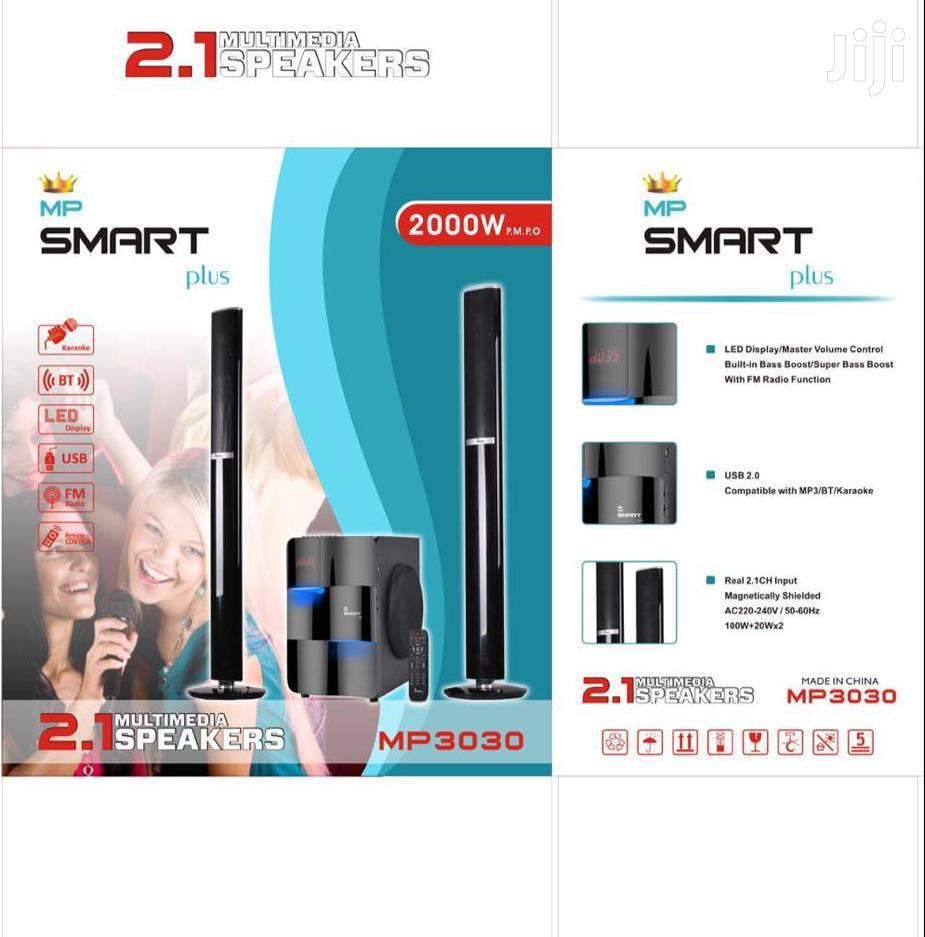 2.1 MULTIMEDIA
SPEAKERS
Jiji
MP
SMART
plus
2000W P.M.P.O
Karaoke
BT
LED
Display
USB
FM
Radio
Remote
CONTROL
SMART
2.1 MULTIMEDIA
SPEAKERS
MP3030
MP
SMART
plus
LED Display/Master Volume Control
Built-in Bass Boost/Super Bass Boost
With FM Radio Function
USB 2.0
Compatible with MP3/BT/Karaoke
SMART
Real 2.1CH Input
Magnetically Shielded
AC220-240V / 50-60Hz
100W+20Wx2
2.1 MULTIMEDIA
SPEAKERS
MADE IN CHINA
MP3030
5